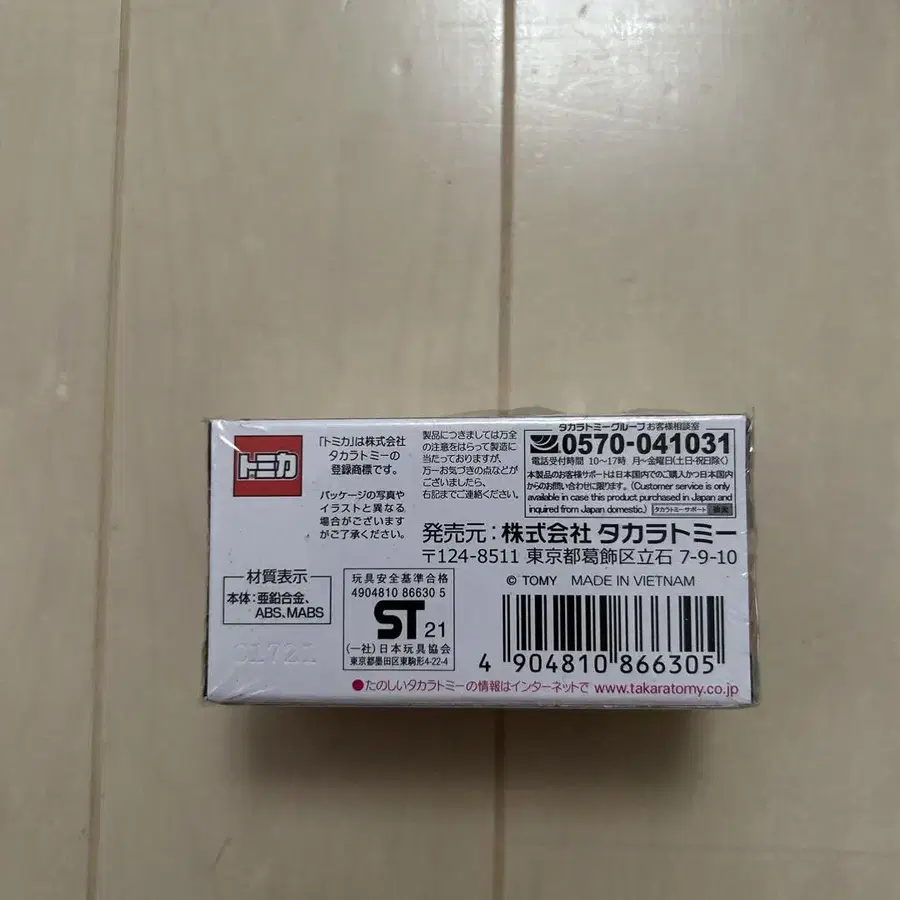 トミカ
「トミカ」は株式会社
タカラトミーの
登録商標です。
パッケージの写真や
イラストと異なる
場合がございます
がご了承ください。
製品につきましては万全
の注意をはらって製造に
当たっておりますが、
万一お気づきの点などが
ございましたら、
右記までご連絡ください。
タカラトミーグループお客様相談室
0570-041031
電話受付時間 10〜17時 月〜金曜日(土日・祝日除く)
本製品のお客様サポートは日本国内でのご購入かつ日本国内
からのお問い合わせに限ります。(Customer service is only
available in case this product purchased in Japan and
inquired from Japan domestic.) タカラトミーサポート 検索
発売元：株式会社 タカラトミー
〒124-8511 東京都葛飾区立石 7-9-10
材質表示
本体：亜鉛合金、
ABS、MABS
C1721
玩具安全基準合格
4904810 86630 5
ST 21
(一社)日本玩具協会
東京都墨田区東駒形4-22-4
© TOMY MADE IN VIETNAM
4 904810 866305
●たのしいタカラトミーの情報はインターネットで www.takaratomy.co.jp